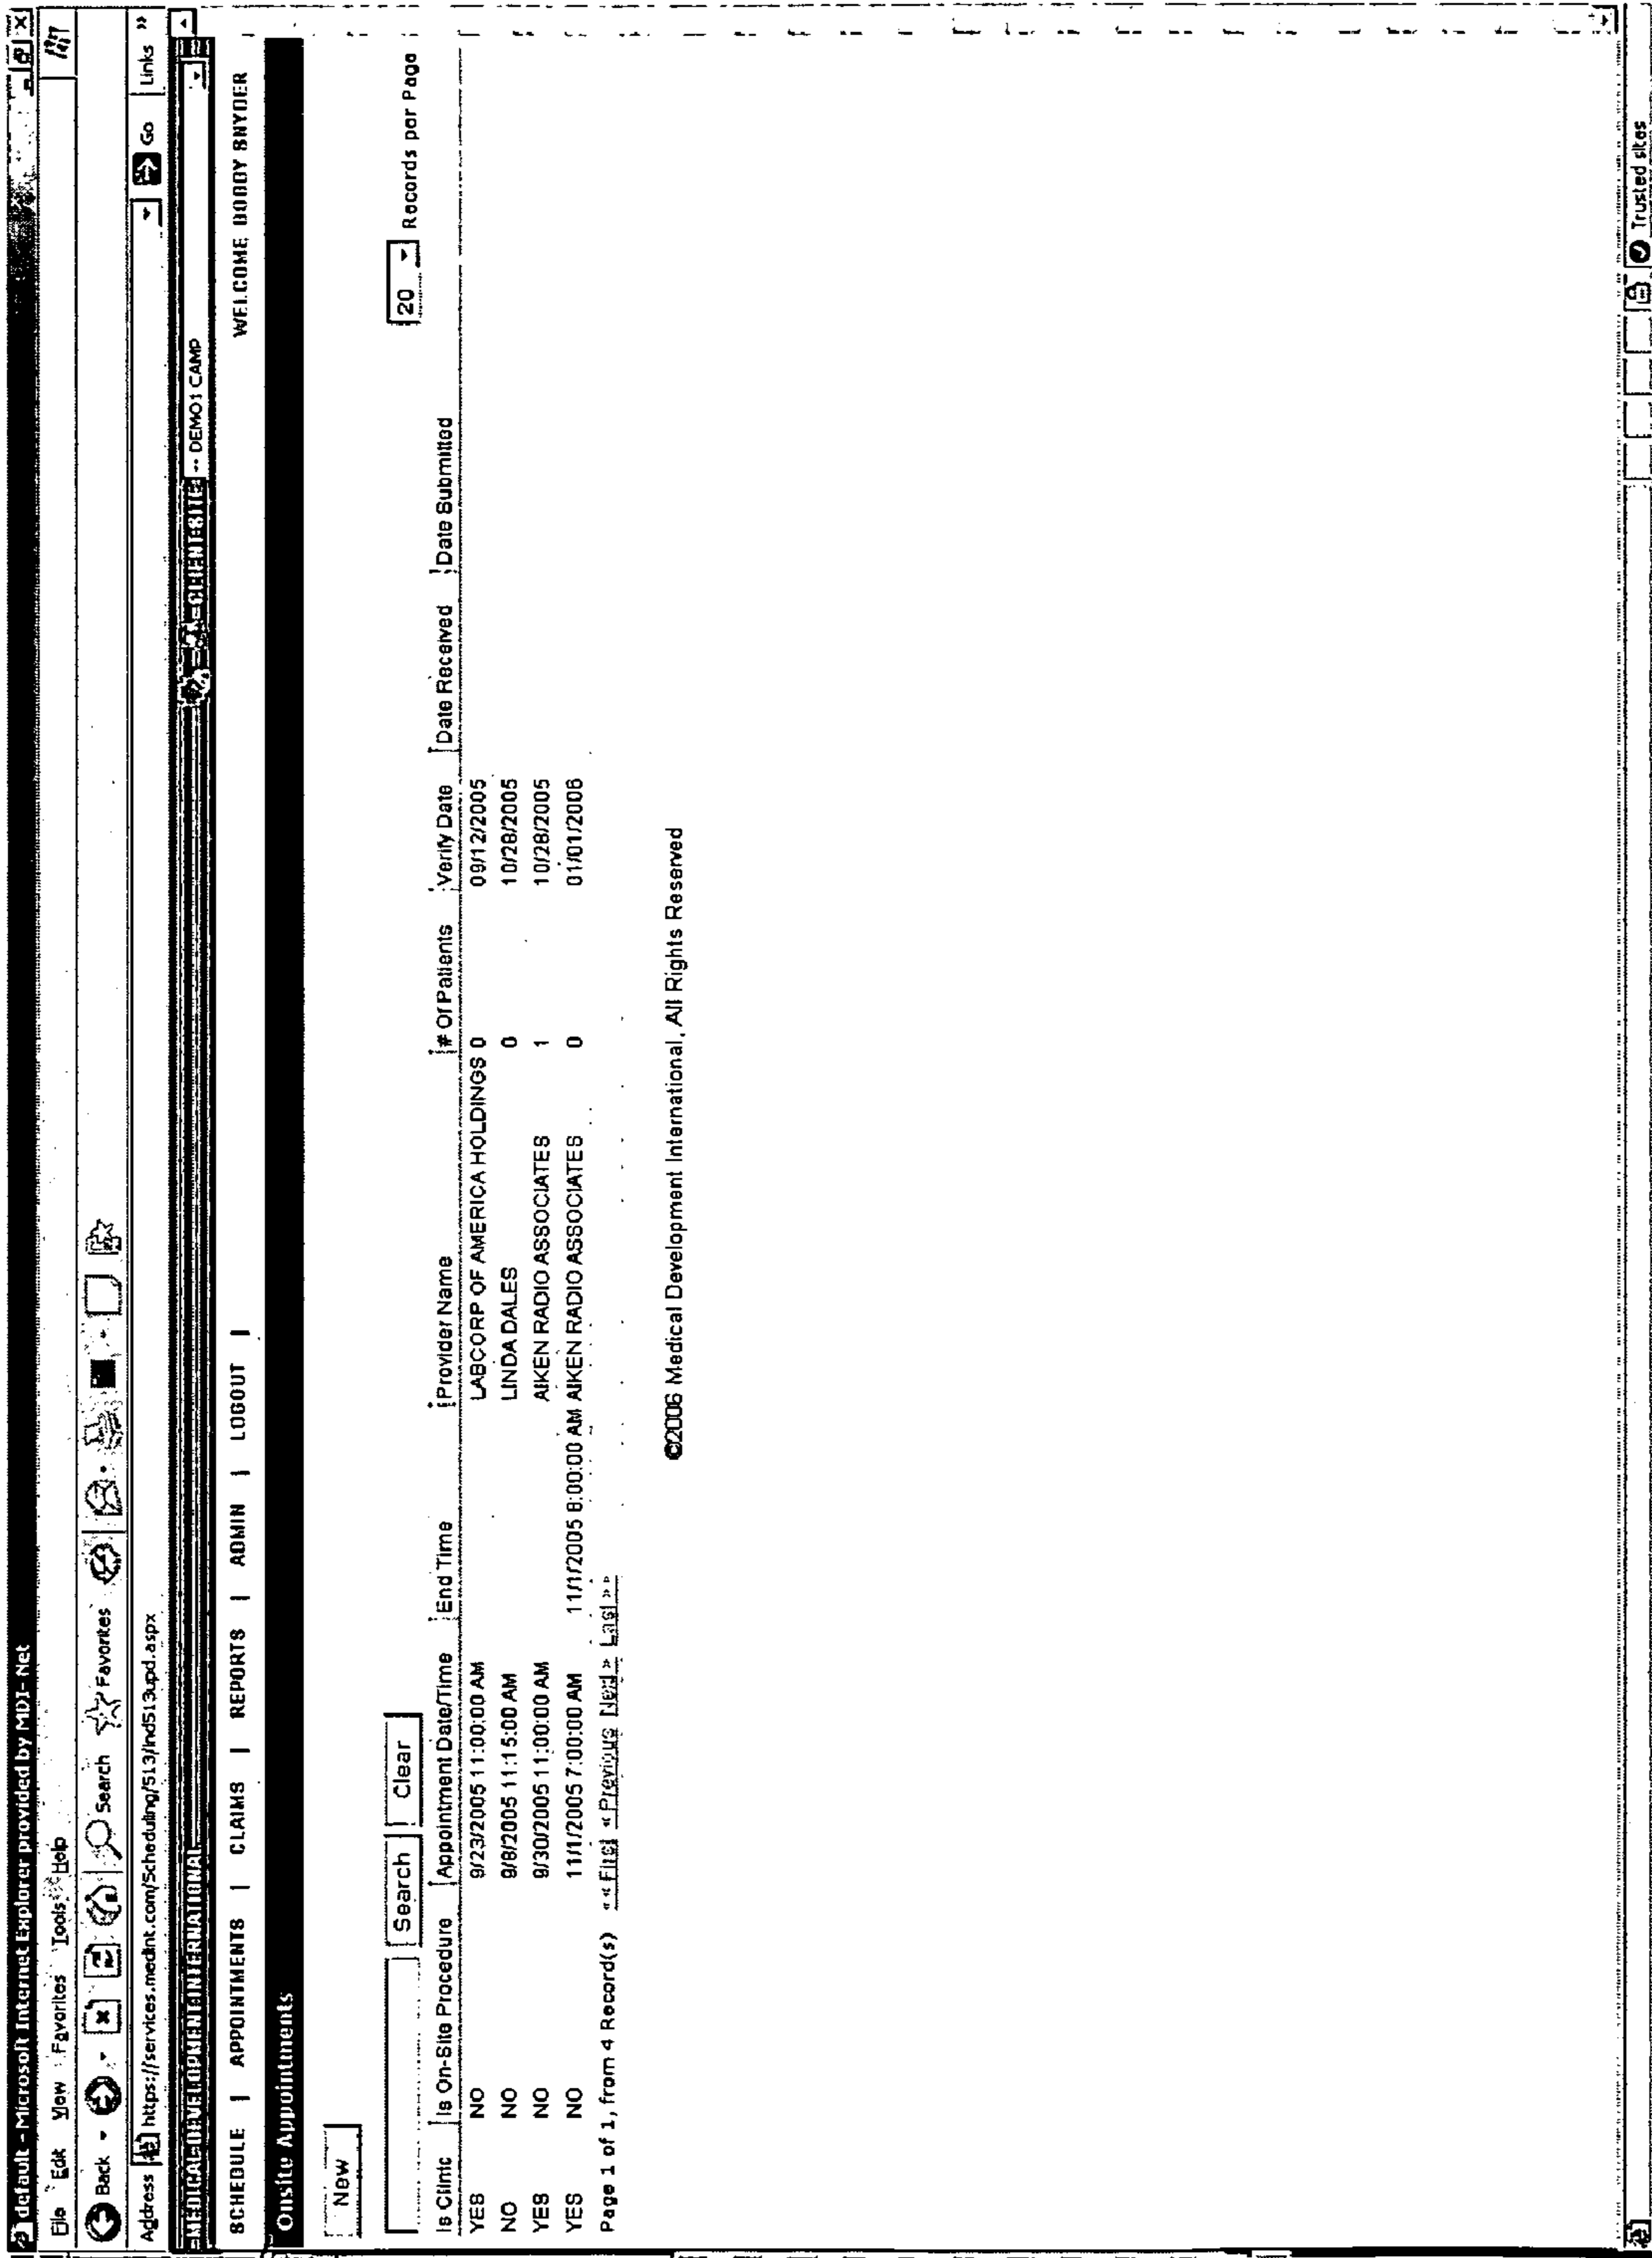 default - Microsoft Internet Explorer provided by MDI-Net
File Edit View Favorites Tools Help
Back Search Favorites
Address https://services.medint.com/Scheduling/513/Ind513upd.aspx Go Links »
MEDICAL DEVELOPMENT INTERNATIONAL -- DEMO1 CAMP
SCHEDULE | APPOINTMENTS | CLAIMS | REPORTS | ADMIN | LOGOUT | WELCOME DODDY SNYDER
Onsite Appointments
New
Search Clear 20 Records per Page
Is Clinic Is On-Site Procedure Appointment Date/Time End Time Provider Name # Of Patients Verify Date Date Received Date Submitted
YES NO 9/23/2005 11:00:00 AM LABCORP OF AMERICA HOLDINGS 0 09/12/2005
NO NO 9/8/2005 11:15:00 AM LINDA DALES 0 10/28/2005
YES NO 9/30/2005 11:00:00 AM AIKEN RADIO ASSOCIATES 1 10/28/2005
YES NO 11/1/2005 7:00:00 AM 11/1/2005 8:00:00 AM AIKEN RADIO ASSOCIATES 0 01/01/2006
Page 1 of 1, from 4 Record(s) ««First «Previous Next» Last»»
©2006 Medical Development International, All Rights Reserved
Trusted sites